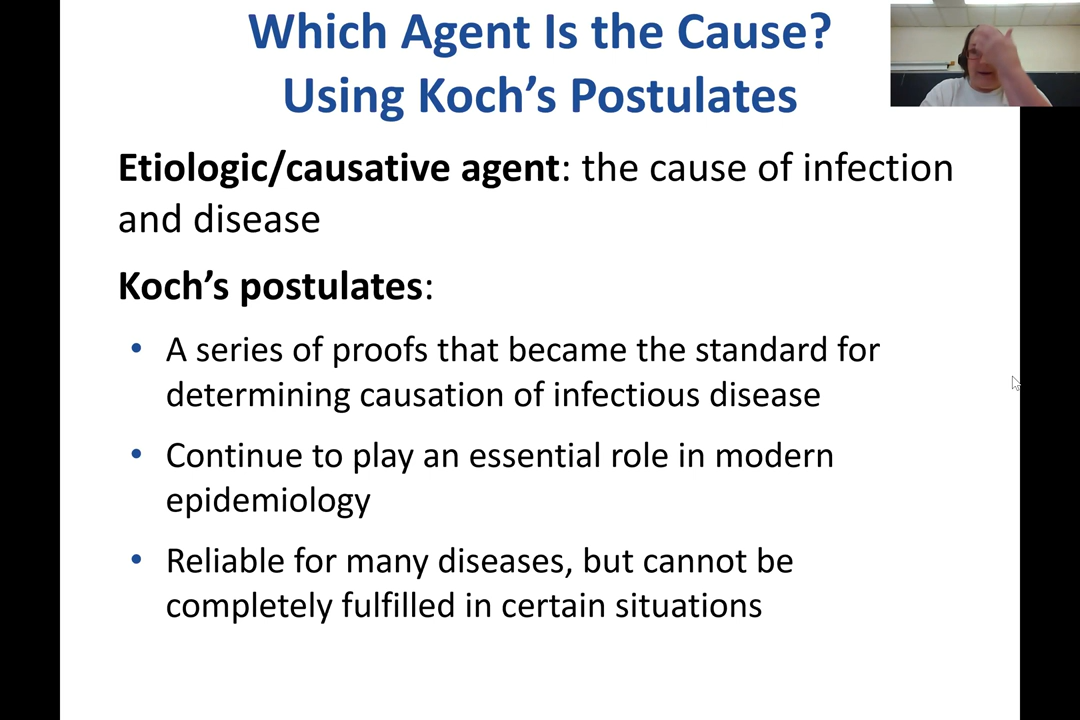 Which Agent Is the Cause?
Using Koch’s Postulates
Etiologic/causative agent: the cause of infection
and disease
Koch’s postulates:
• A series of proofs that became the standard for
determining causation of infectious disease
• Continue to play an essential role in modern
epidemiology
• Reliable for many diseases, but cannot be
completely fulfilled in certain situations